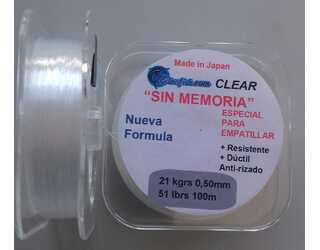 Made in Japan
CLEAR
"SIN MEMORIA"
Nueva
Formula
ESPECIAL
PARA
EMPATILLAR
+ Resistente
+ Dúctil
Anti-rizado
21 kgrs 0,50mm
51 lbrs 100m